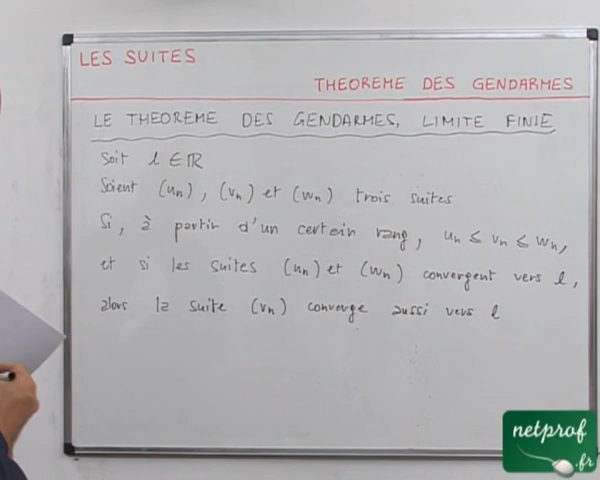 LES SUITES
THEOREME DES GENDARMES
LE THEOREME DES GENDARMES, LIMITE FINIE
Soit l ∈ ℝ
Soient (un), (vn) et (wn) trois suites
Si, à partir d'un certain rang, un ≤ vn ≤ wn,
et si les suites (un) et (wn) convergent vers l,
alors la suite (vn) converge aussi vers l
netprof
.fr